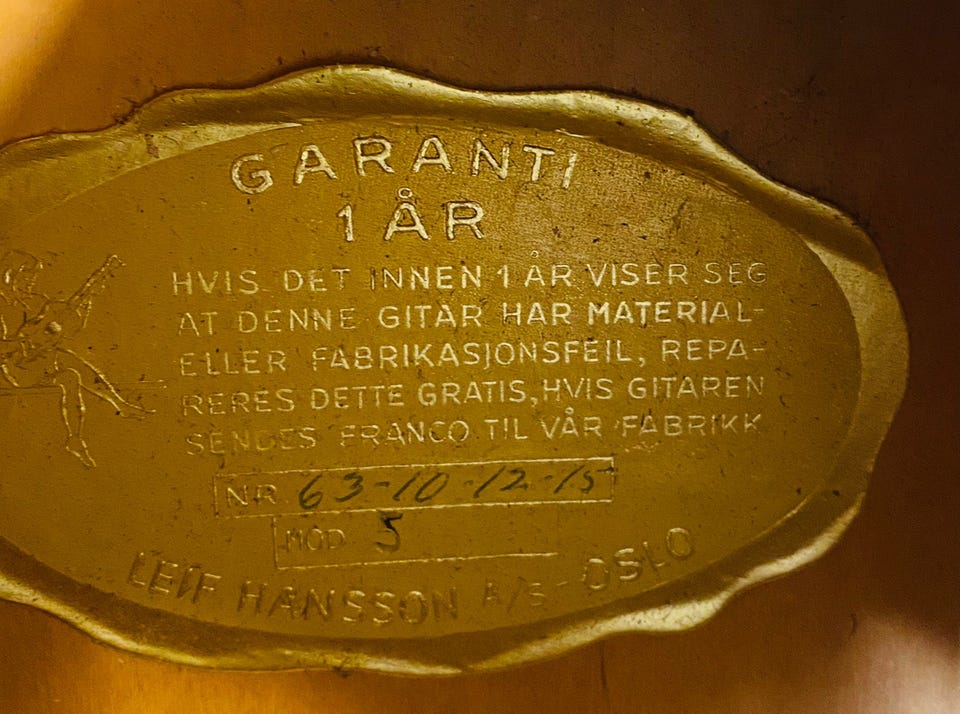 GARANTI
1 ÅR
HVIS DET INNEN 1 ÅR VISER SEG
AT DENNE GITAR HAR MATERIAL-
ELLER FABRIKASJONSFEIL, REPA-
RERES DETTE GRATIS, HVIS GITAREN
SENDES FRANCO TIL VÅR FABRIKK
NR 63-10-12-15
MOD 5
LEIF HANSSON A/S - OSLO